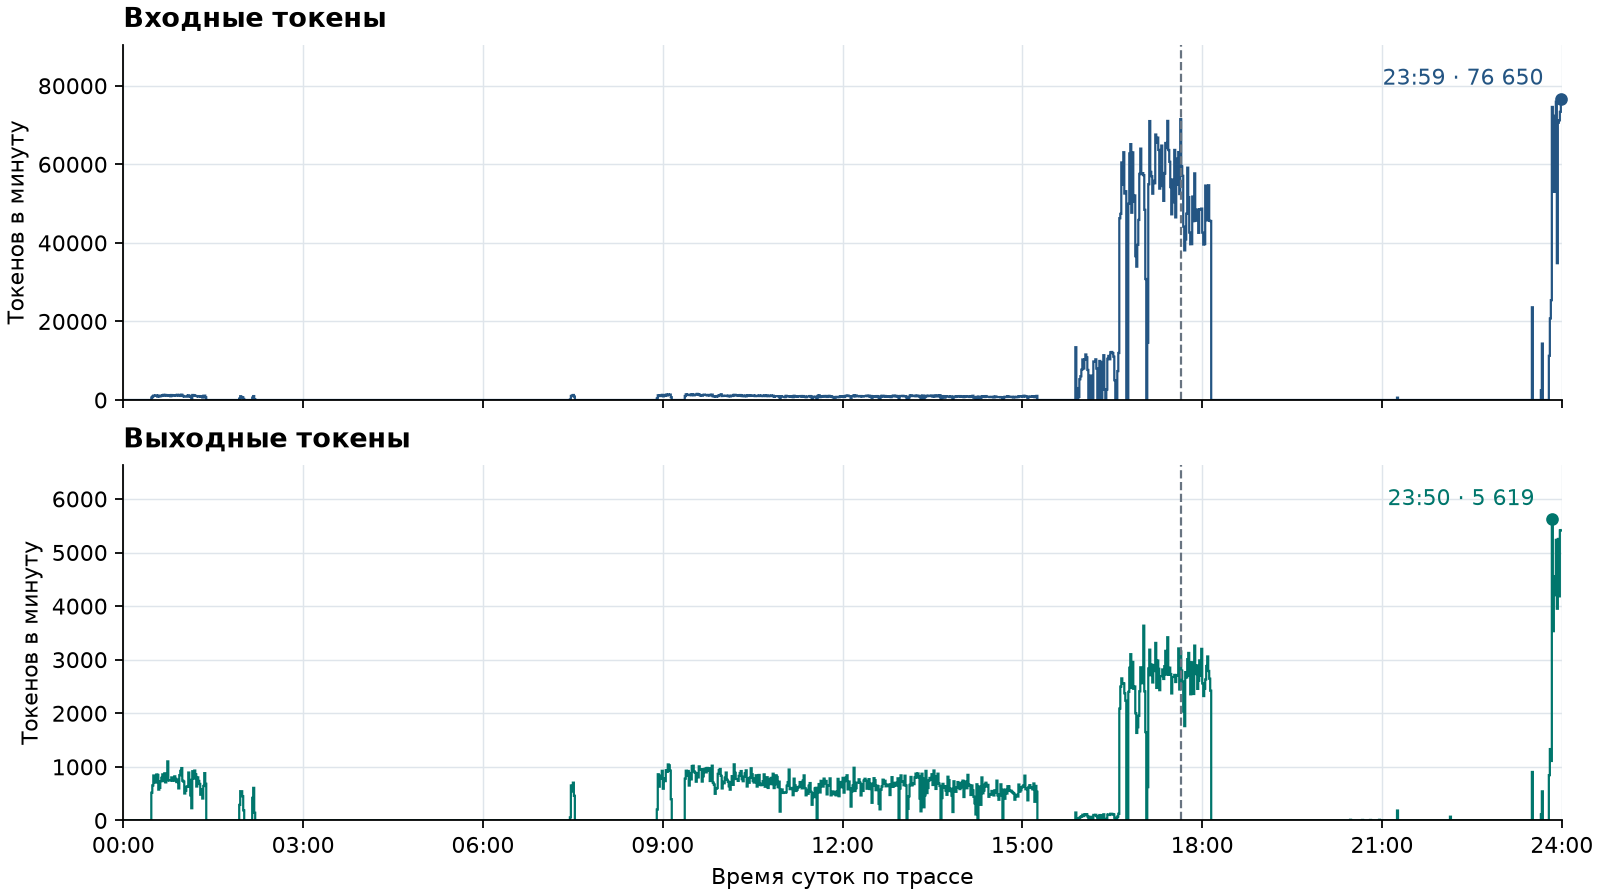 Входные токены
Токенов в минуту
80000
60000
40000
20000
0
23:59 · 76 650
Выходные токены
Токенов в минуту
6000
5000
4000
3000
2000
1000
0
23:50 · 5 619
00:00 03:00 06:00 09:00 12:00 15:00 18:00 21:00 24:00
Время суток по трассе